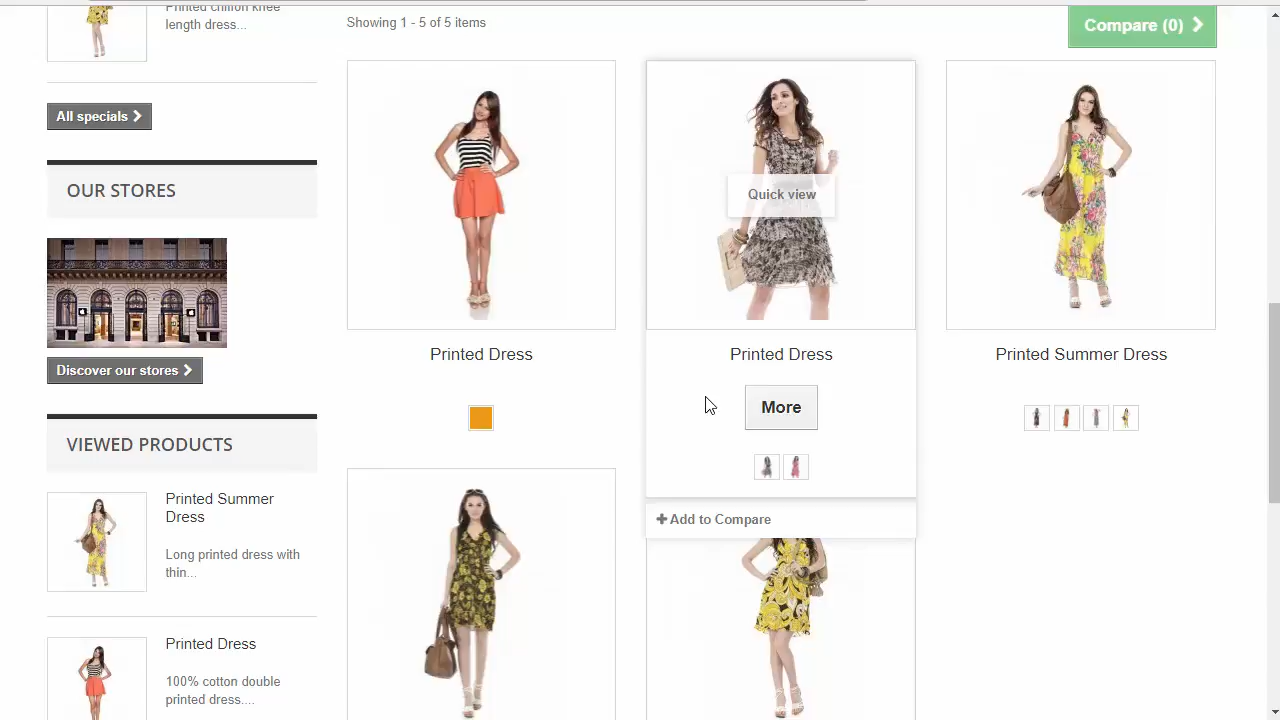 Printed chiffon knee
length dress...
All specials
OUR STORES
Discover our stores
VIEWED PRODUCTS
Printed Summer
Dress
Long printed dress with
thin...
Printed Dress
100% cotton double
printed dress....
Showing 1 - 5 of 5 items
Compare (0)
Printed Dress
Quick view
Printed Dress
More
Add to Compare
Printed Summer Dress